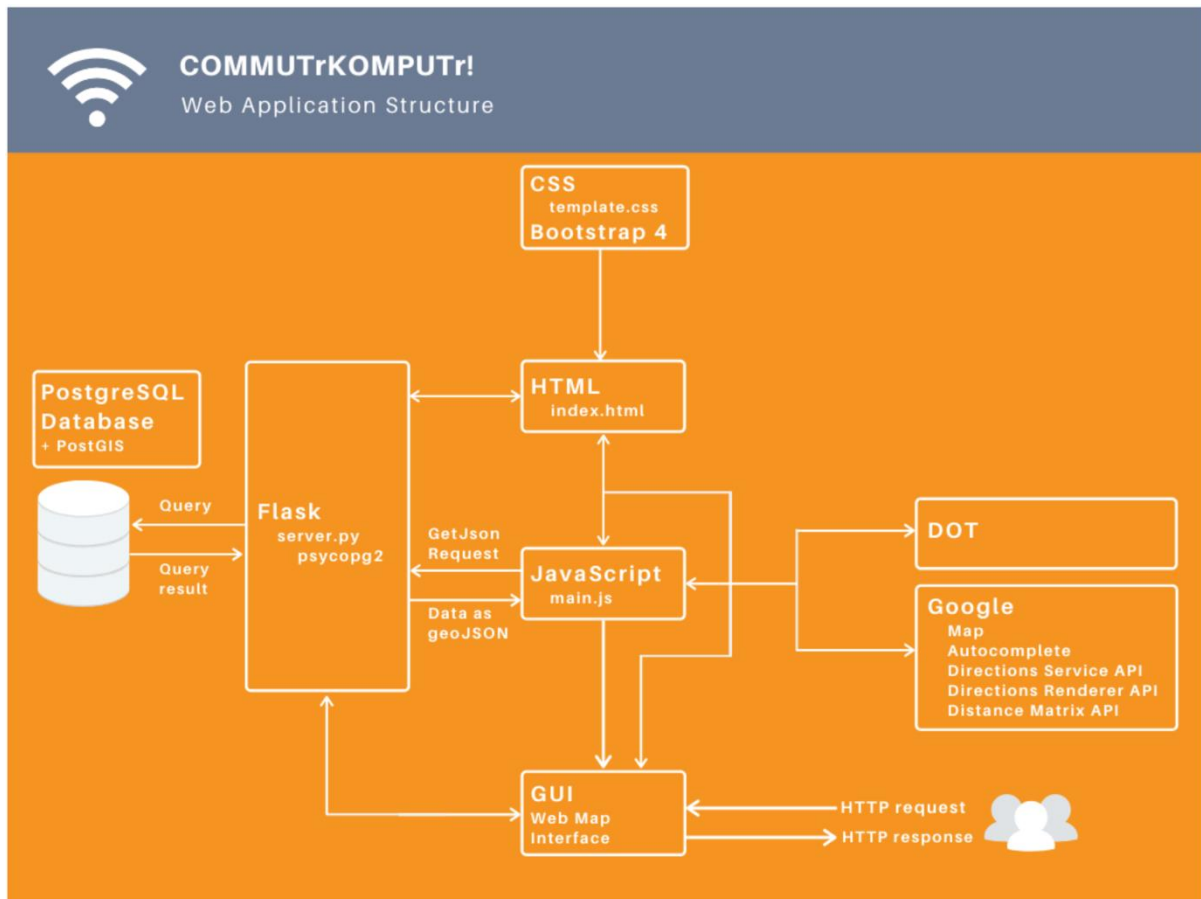 COMMUTrKOMPUTr!
Web Application Structure
CSS
template.css
Bootstrap 4
HTML
index.html
PostgreSQL
Database
+ PostGIS
Query
Query
result
Flask
server.py
psycopg2
GetJson
Request
Data as
geoJSON
JavaScript
main.js
DOT
Google
Map
Autocomplete
Directions Service API
Directions Renderer API
Distance Matrix API
GUI
Web Map
Interface
HTTP request
HTTP response